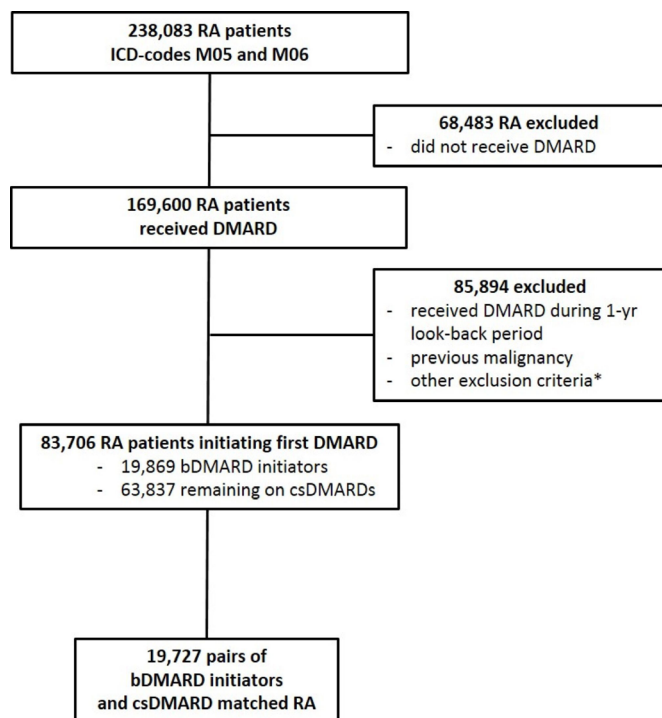 238,083 RA patients
ICD-codes M05 and M06
68,483 RA excluded
- did not receive DMARD
169,600 RA patients
received DMARD
85,894 excluded
- received DMARD during 1-yr
look-back period
- previous malignancy
- other exclusion criteria*
83,706 RA patients initiating first DMARD
- 19,869 bDMARD initiators
- 63,837 remaining on csDMARDs
19,727 pairs of
bDMARD initiators
and csDMARD matched RA